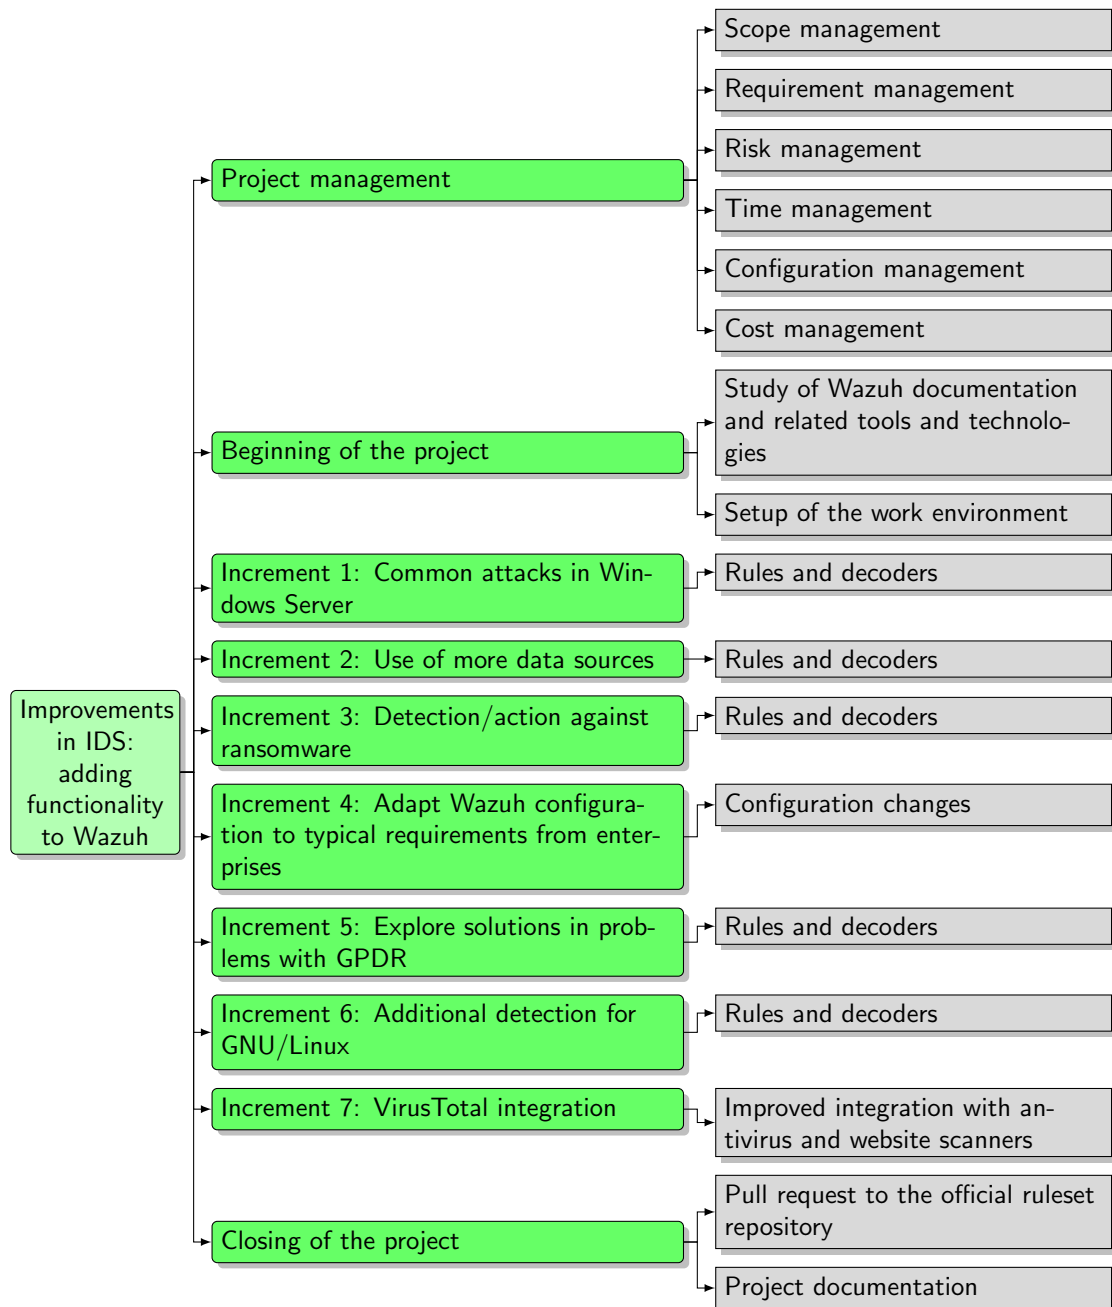 Scope management
Requirement management
Risk management
Project management
Time management
Configuration management
Cost management
Study of Wazuh documentation
and related tools and technolo-
gies
Beginning of the project
Setup of the work environment
Increment 1: Common attacks in Win-
dows Server
Rules and decoders
Increment 2: Use of more data sources
Rules and decoders
Improvements
in IDS:
adding
functionality
to Wazuh
Increment 3: Detection/action against
ransomware
Rules and decoders
Increment 4: Adapt Wazuh configura-
tion to typical requirements from enter-
prises
Configuration changes
Increment 5: Explore solutions in prob-
lems with GPDR
Rules and decoders
Increment 6: Additional detection for
GNU/Linux
Rules and decoders
Increment 7: VirusTotal integration
Improved integration with an-
tivirus and website scanners
Pull request to the official ruleset
repository
Closing of the project
Project documentation